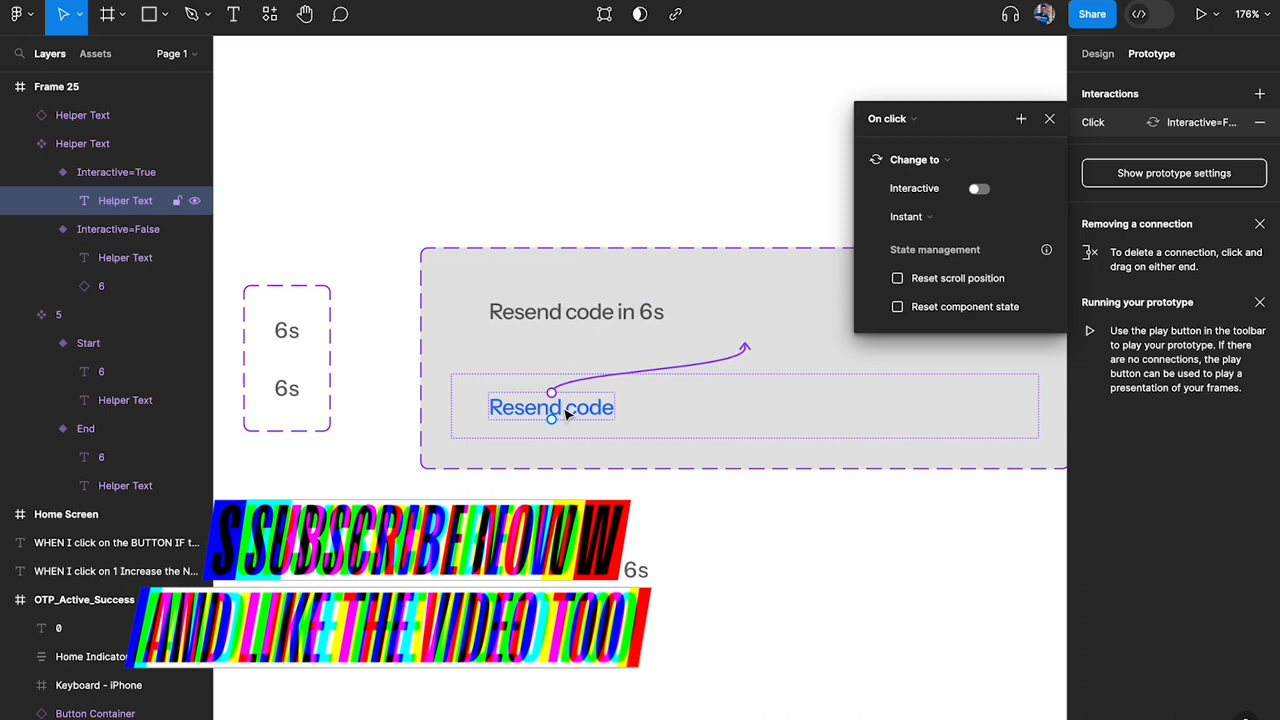 Share
176%
Layers
Assets
Page 1
Design
Prototype
Frame 25
Helper Text
Helper Text
Interactive=True
Helper Text
Interactive=False
Helper Text
6
5
Start
6
Helper Text
End
6
Helper Text
Home Screen
WHEN I click on the BUTTON IF t...
WHEN I click on 1 Increase the N...
OTP_Active_Success
0
Home Indicator
Keyboard - iPhone
Button Container
6s
6s
Resend code in 6s
Resend code
6s
SUBSCRIBE NOW
AND LIKE THE VIDEO TOO
On click
Change to
Interactive
Instant
State management
Reset scroll position
Reset component state
Interactions
Click
Interactive=F...
Show prototype settings
Removing a connection
To delete a connection, click and
drag on either end.
Running your prototype
Use the play button in the toolbar
to play your prototype. If there
are no connections, the play
button can be used to play a
presentation of your frames.